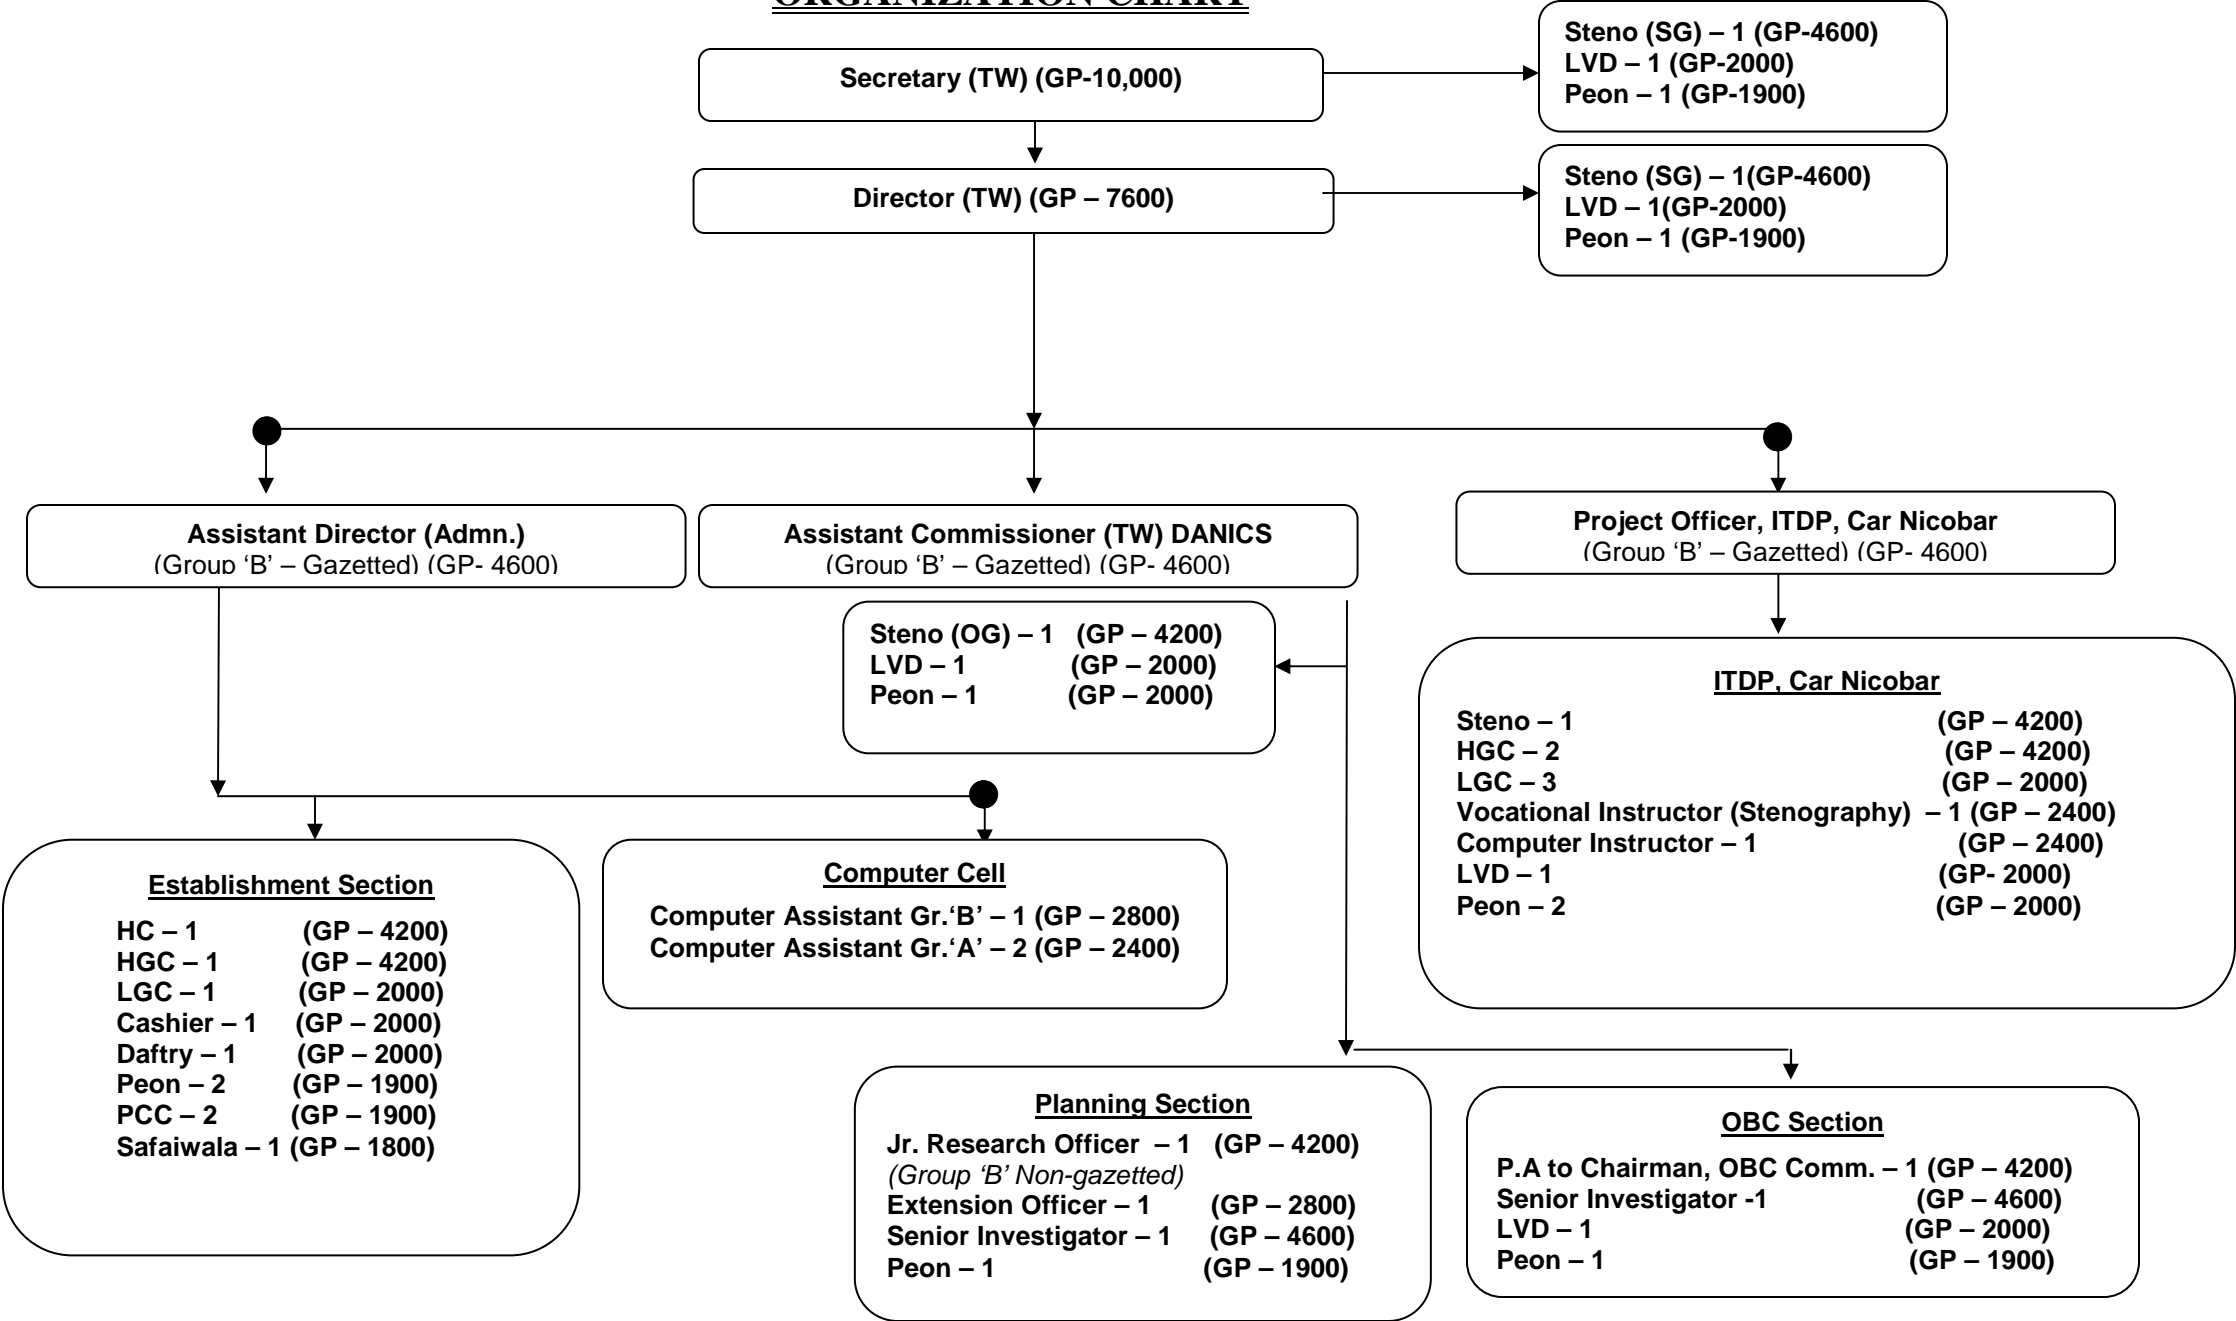 ORGANIZATION CHART
Steno (SG) – 1 (GP-4600)
LVD – 1 (GP-2000)
Peon – 1 (GP-1900)
Secretary (TW) (GP-10,000)
Steno (SG) – 1(GP-4600)
LVD – 1(GP-2000)
Peon – 1 (GP-1900)
Director (TW) (GP – 7600)
Assistant Director (Admn.)
(Group ‘B’ – Gazetted) (GP- 4600)
Assistant Commissioner (TW) DANICS
(Group ‘B’ – Gazetted) (GP- 4600)
Project Officer, ITDP, Car Nicobar
(Group ‘B’ – Gazetted) (GP- 4600)
Steno (OG) – 1 (GP – 4200)
LVD – 1 (GP – 2000)
Peon – 1 (GP – 2000)
ITDP, Car Nicobar
Steno – 1 (GP – 4200)
HGC – 2 (GP – 4200)
LGC – 3 (GP – 2000)
Vocational Instructor (Stenography) – 1 (GP – 2400)
Computer Instructor – 1 (GP – 2400)
LVD – 1 (GP- 2000)
Peon – 2 (GP – 2000)
Establishment Section
HC – 1 (GP – 4200)
HGC – 1 (GP – 4200)
LGC – 1 (GP – 2000)
Cashier – 1 (GP – 2000)
Daftry – 1 (GP – 2000)
Peon – 2 (GP – 1900)
PCC – 2 (GP – 1900)
Safaiwala – 1 (GP – 1800)
Computer Cell
Computer Assistant Gr.‘B’ – 1 (GP – 2800)
Computer Assistant Gr.‘A’ – 2 (GP – 2400)
Planning Section
Jr. Research Officer – 1 (GP – 4200)
(Group ‘B’ Non-gazetted)
Extension Officer – 1 (GP – 2800)
Senior Investigator – 1 (GP – 4600)
Peon – 1 (GP – 1900)
OBC Section
P.A to Chairman, OBC Comm. – 1 (GP – 4200)
Senior Investigator -1 (GP – 4600)
LVD – 1 (GP – 2000)
Peon – 1 (GP – 1900)